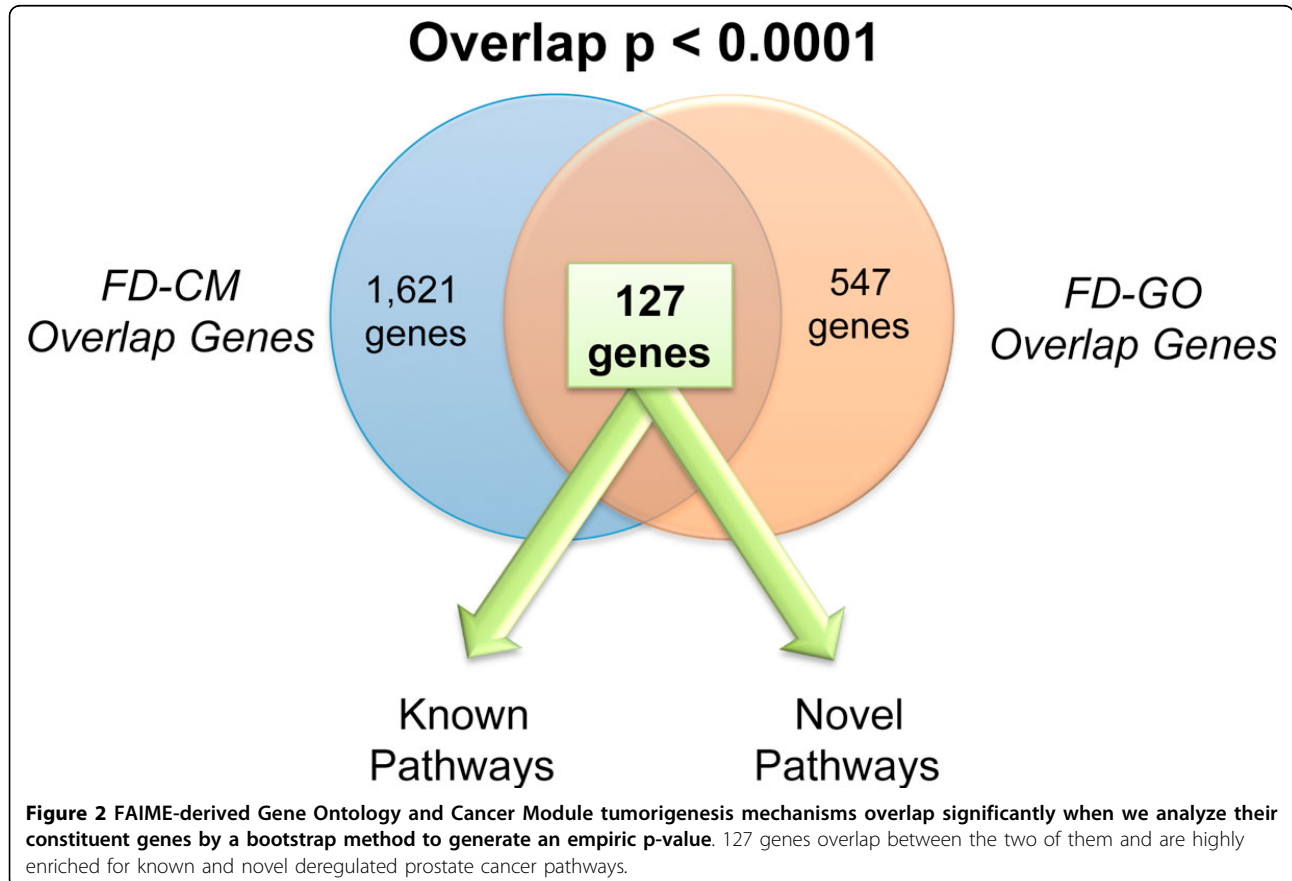 Overlap p < 0.0001
FD-CM
Overlap Genes
1,621
genes
127
genes
547
genes
FD-GO
Overlap Genes
Known
Pathways
Novel
Pathways
Figure 2 FAIME-derived Gene Ontology and Cancer Module tumorigenesis mechanisms overlap significantly when we analyze their
constituent genes by a bootstrap method to generate an empiric p-value. 127 genes overlap between the two of them and are highly
enriched for known and novel deregulated prostate cancer pathways.